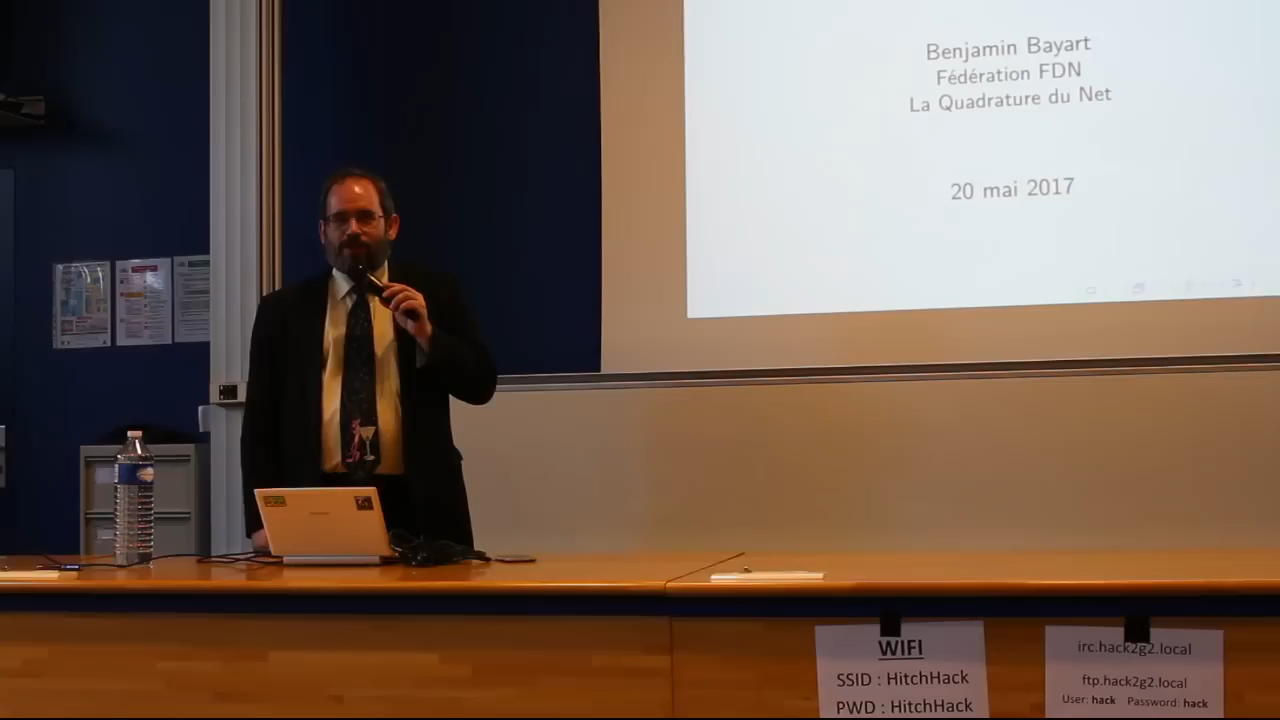 Benjamin Bayart
Fédération FDN
La Quadrature du Net
20 mai 2017
WIFI
SSID : HitchHack
PWD : HitchHack
irc.hack2g2.local
ftp.hack2g2.local
User: hack Password: hack